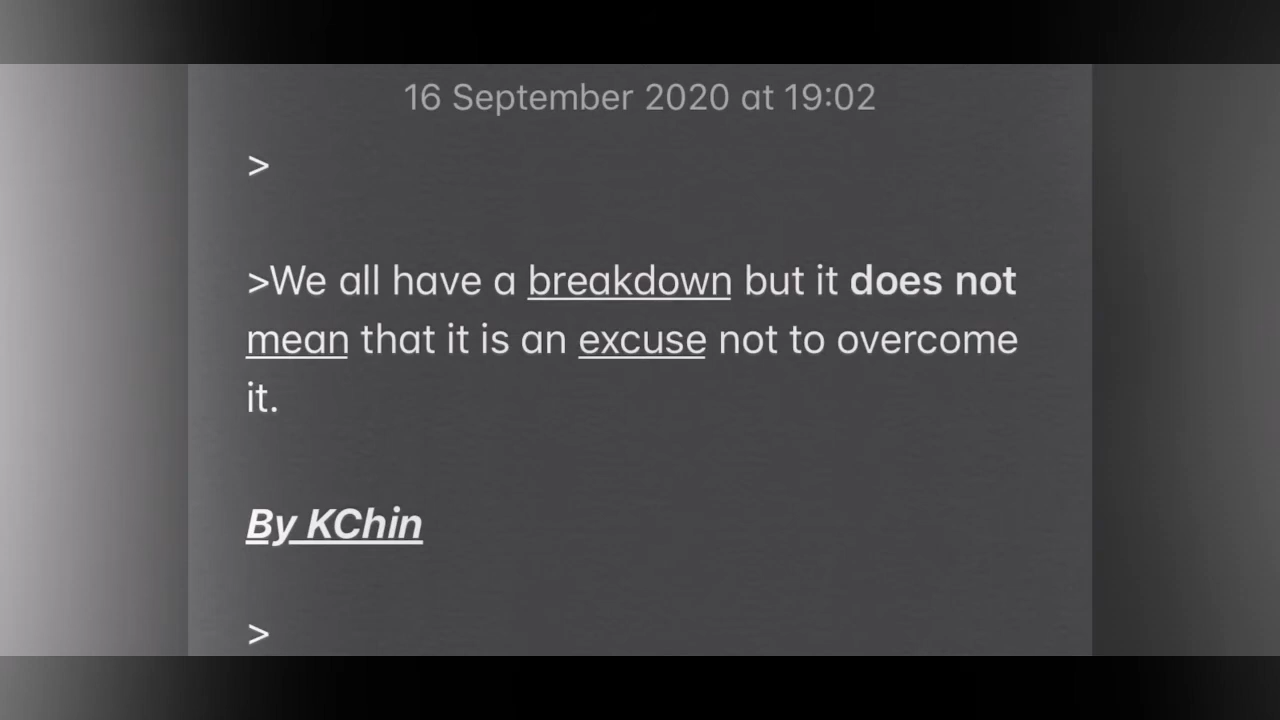 16 September 2020 at 19:02
>
>We all have a breakdown but it does not
mean that it is an excuse not to overcome
it.
By KChin
>